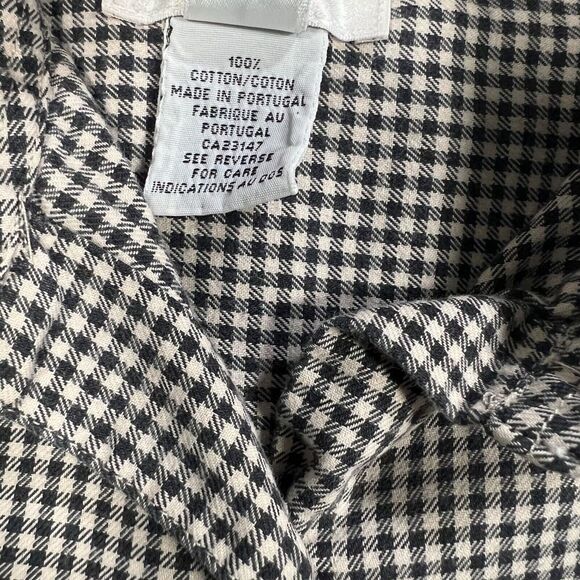 100%
COTTON/COTON
MADE IN PORTUGAL
FABRIQUE AU
PORTUGAL
CA23147
SEE REVERSE
FOR CARE
INDICATIONS AU DOS